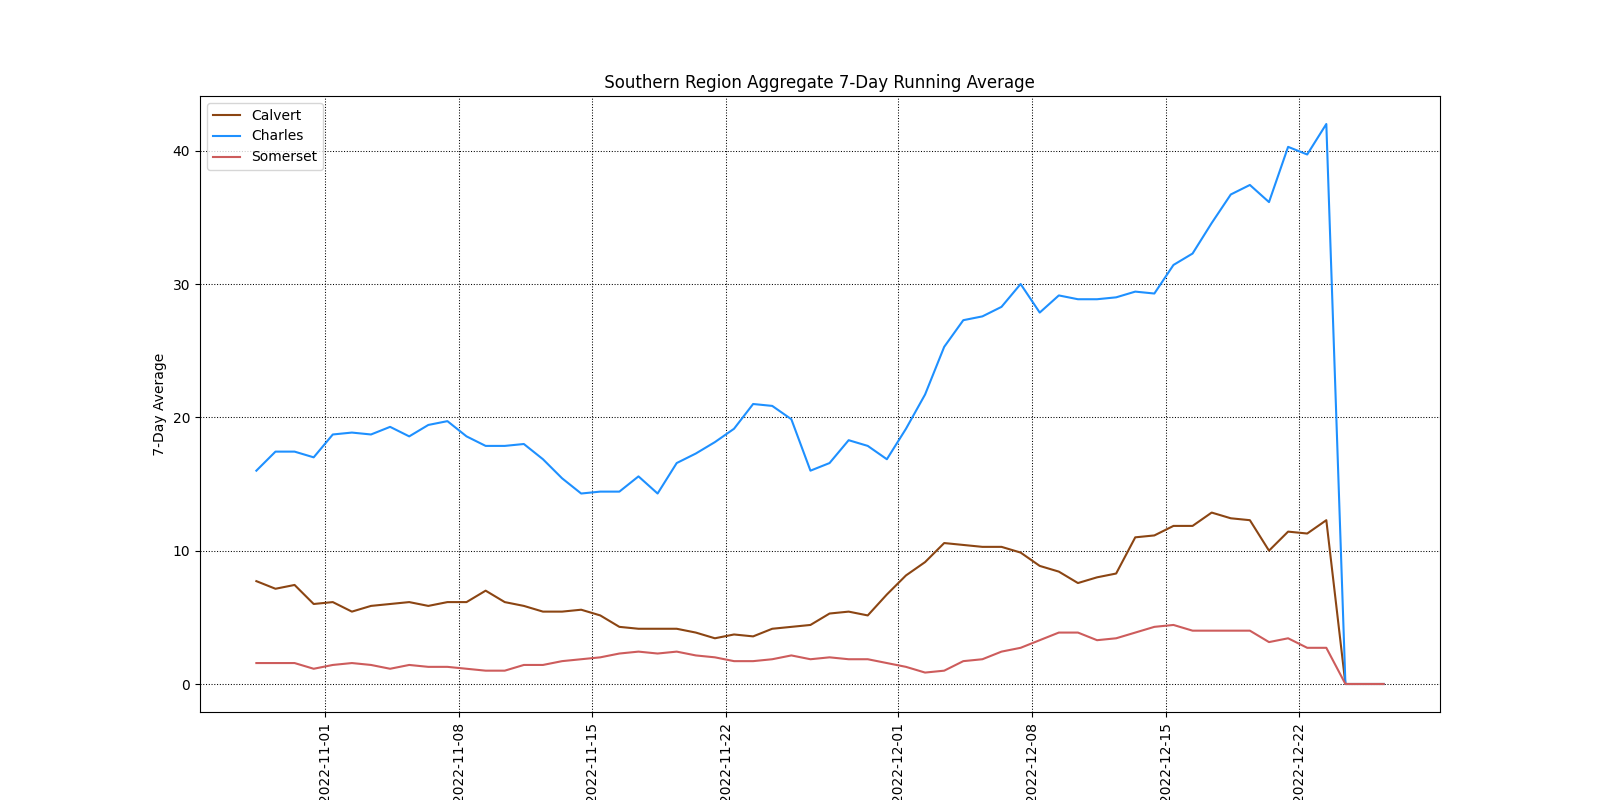 Southern Region Aggregate 7-Day Running Average
Calvert
Charles
Somerset
40
30
20
10
0
7-Day Average
2022-11-01
2022-11-08
2022-11-15
2022-11-22
2022-12-01
2022-12-08
2022-12-15
2022-12-22